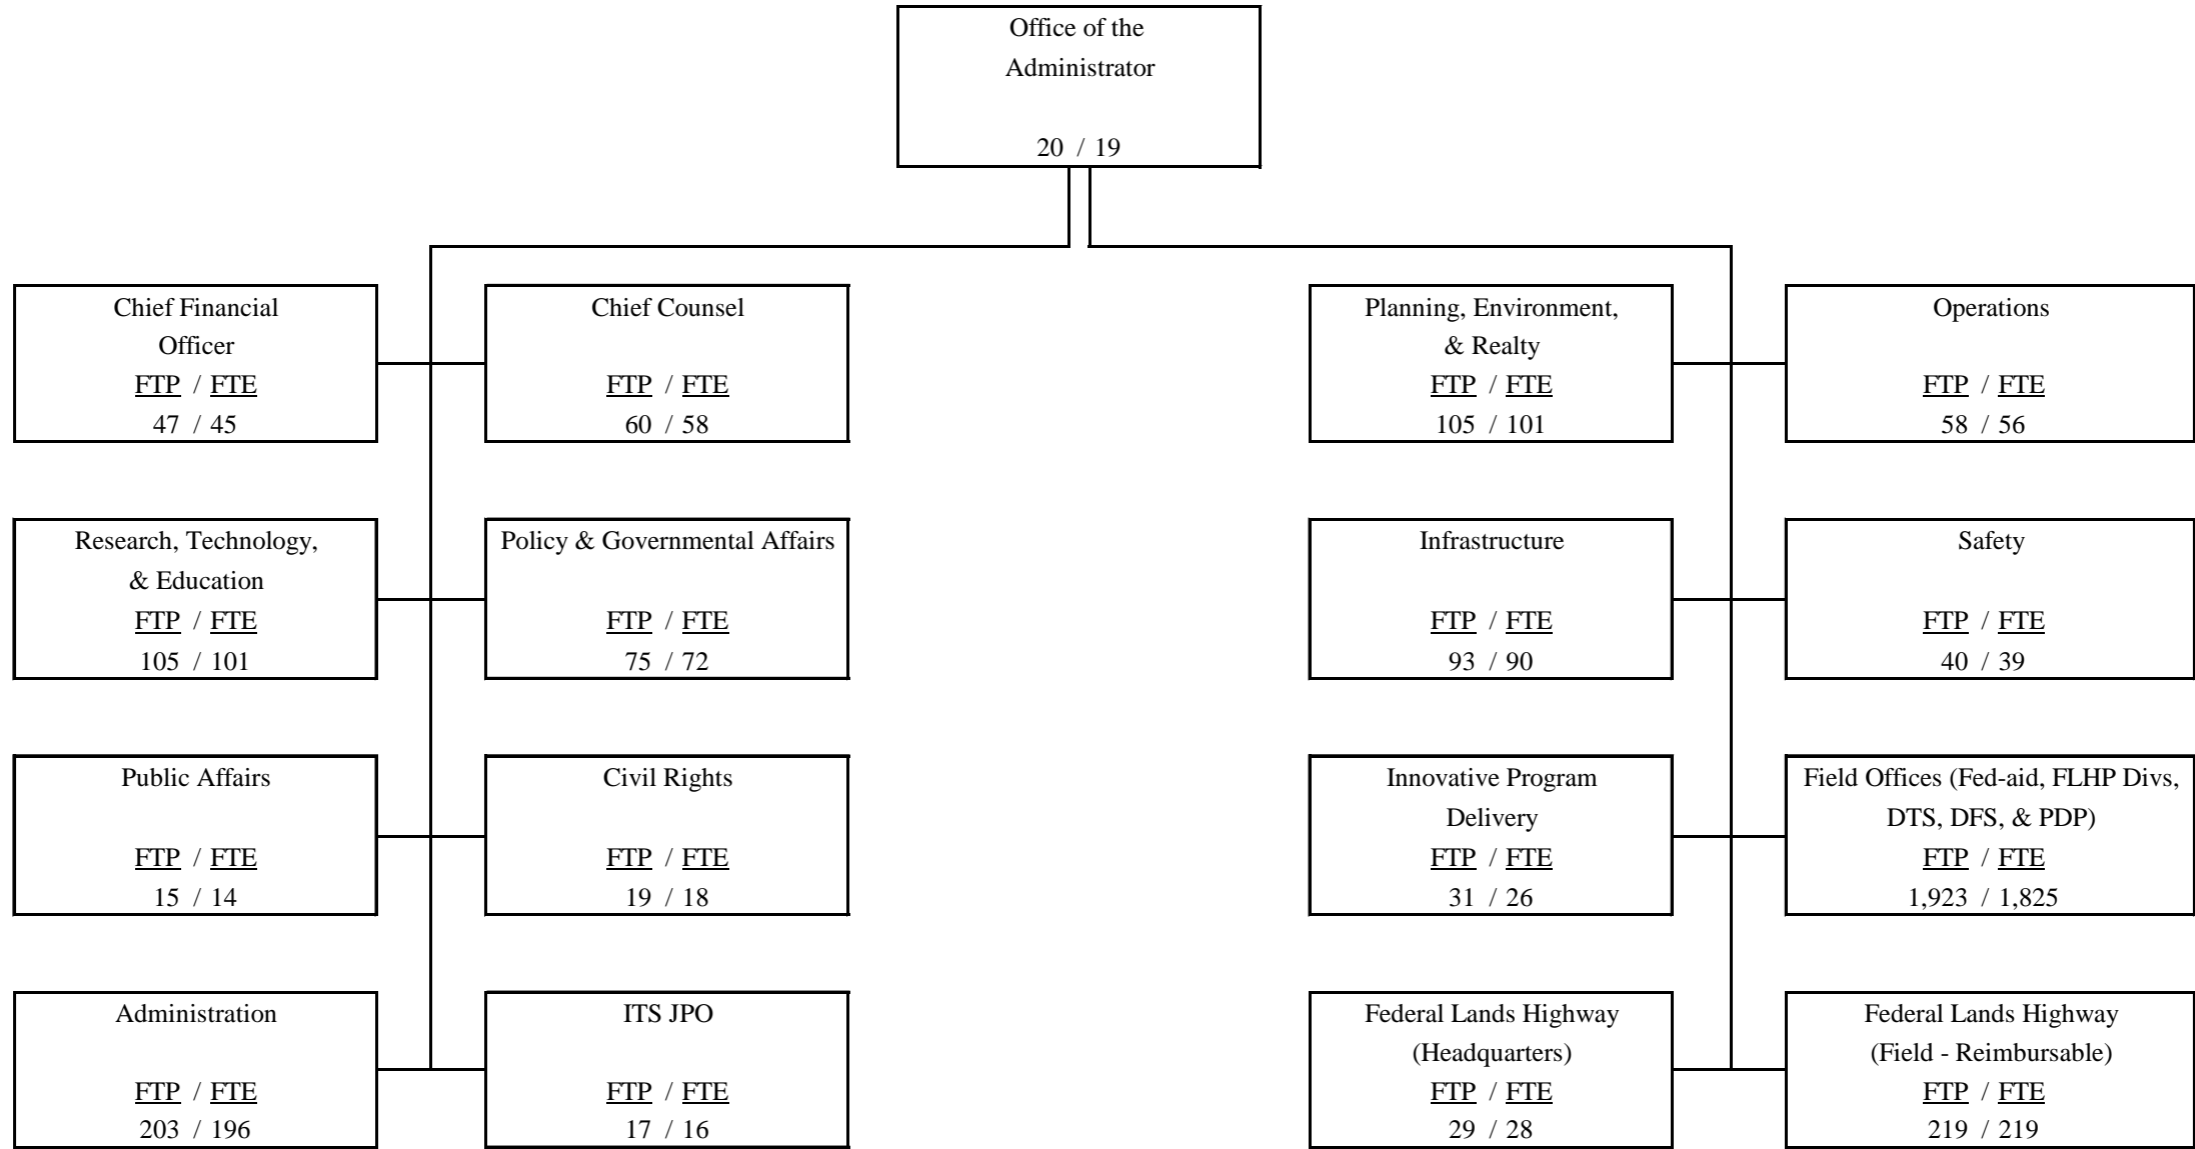 Office of the
Administrator
20 / 19
Chief Financial
Officer
FTP / FTE
47 / 45
Chief Counsel
FTP / FTE
60 / 58
Planning, Environment,
& Realty
FTP / FTE
105 / 101
Operations
FTP / FTE
58 / 56
Research, Technology,
& Education
FTP / FTE
105 / 101
Policy & Governmental Affairs
FTP / FTE
75 / 72
Infrastructure
FTP / FTE
93 / 90
Safety
FTP / FTE
40 / 39
Public Affairs
FTP / FTE
15 / 14
Civil Rights
FTP / FTE
19 / 18
Innovative Program
Delivery
FTP / FTE
31 / 26
Field Offices (Fed-aid, FLHP Divs,
DTS, DFS, & PDP)
FTP / FTE
1,923 / 1,825
Administration
FTP / FTE
203 / 196
ITS JPO
FTP / FTE
17 / 16
Federal Lands Highway
(Headquarters)
FTP / FTE
29 / 28
Federal Lands Highway
(Field - Reimbursable)
FTP / FTE
219 / 219